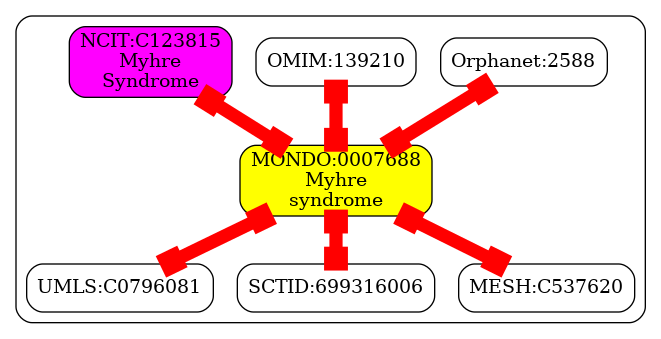 NCIT:C123815
Myhre
Syndrome
OMIM:139210
Orphanet:2588
MONDO:0007688
Myhre
syndrome
UMLS:C0796081
SCTID:699316006
MESH:C537620